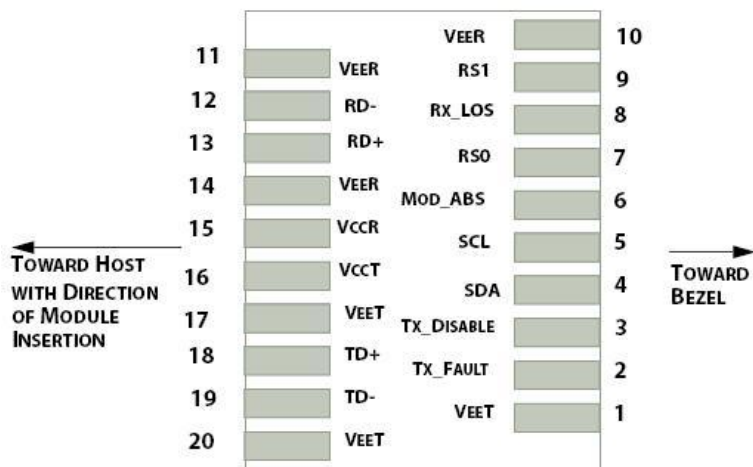 VEER 10
11 VEER
RS1 9
12 RD-
RX_LOS 8
13 RD+
RS0 7
14 VEER
MOD_ABS 6
15 VCCR
SCL 5
16 VCCT
SDA 4
17 VEET
TX_DISABLE 3
18 TD+
TX_FAULT 2
19 TD-
VEET 1
20 VEET
TOWARD HOST
WITH DIRECTION
OF MODULE
INSERTION
TOWARD
BEZEL